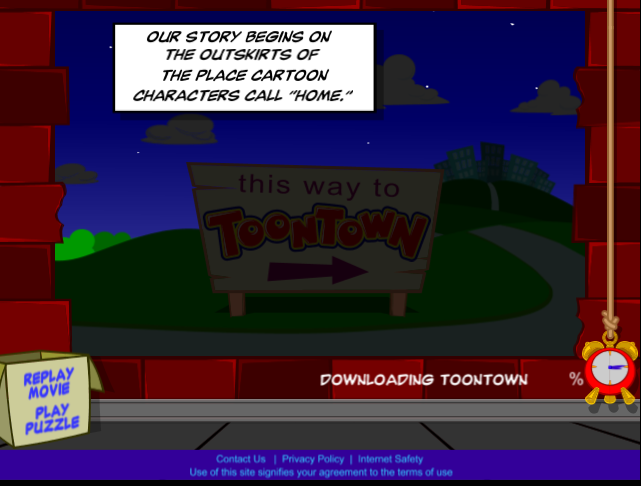 OUR STORY BEGINS ON
THE OUTSKIRTS OF
THE PLACE CARTOON
CHARACTERS CALL "HOME."
this way to
TOONTOWN
DOWNLOADING TOONTOWN %
REPLAY
MOVIE
PLAY
PUZZLE
Contact Us | Privacy Policy | Internet Safety
Use of this site signifies your agreement to the terms of use